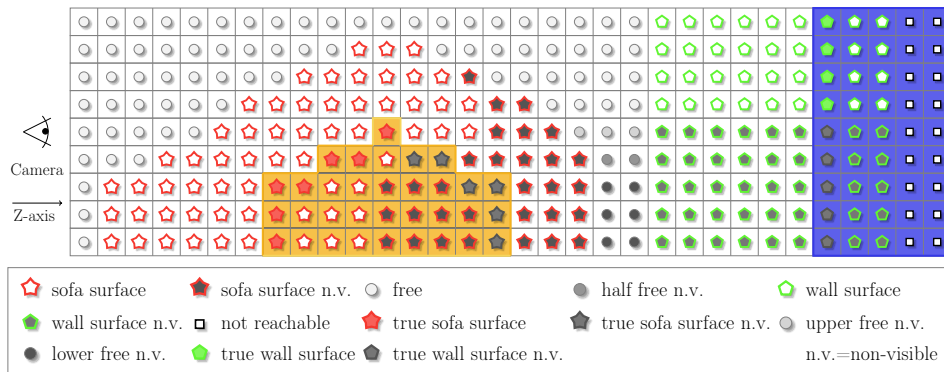 Camera
Z-axis
sofa surface sofa surface n.v. free half free n.v. wall surface
wall surface n.v. not reachable true sofa surface true sofa surface n.v. upper free n.v.
lower free n.v. true wall surface true wall surface n.v. n.v.=non-visible